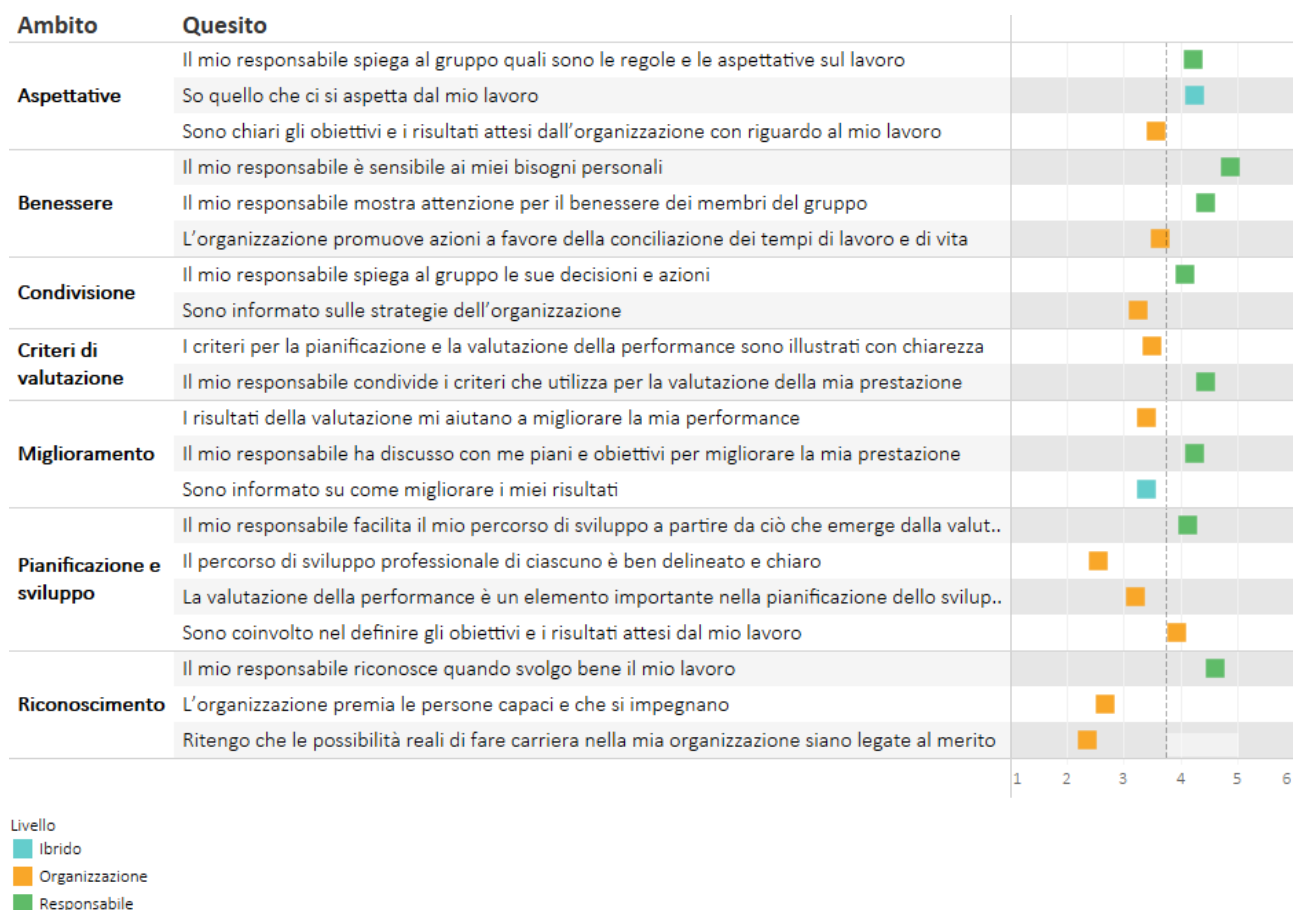 Ambito Quesito
Aspettative
Il mio responsabile spiega al gruppo quali sono le regole e le aspettative sul lavoro
So quello che ci si aspetta dal mio lavoro
Sono chiari gli obiettivi e i risultati attesi dall’organizzazione con riguardo al mio lavoro
Benessere
Il mio responsabile è sensibile ai miei bisogni personali
Il mio responsabile mostra attenzione per il benessere dei membri del gruppo
L’organizzazione promuove azioni a favore della conciliazione dei tempi di lavoro e di vita
Condivisione
Il mio responsabile spiega al gruppo le sue decisioni e azioni
Sono informato sulle strategie dell’organizzazione
Criteri di
valutazione
I criteri per la pianificazione e la valutazione della performance sono illustrati con chiarezza
Il mio responsabile condivide i criteri che utilizza per la valutazione della mia prestazione
Miglioramento
I risultati della valutazione mi aiutano a migliorare la mia performance
Il mio responsabile ha discusso con me piani e obiettivi per migliorare la mia prestazione
Sono informato su come migliorare i miei risultati
Pianificazione e
sviluppo
Il mio responsabile facilita il mio percorso di sviluppo a partire da ciò che emerge dalla valut..
Il percorso di sviluppo professionale di ciascuno è ben delineato e chiaro
La valutazione della performance è un elemento importante nella pianificazione dello svilup..
Sono coinvolto nel definire gli obiettivi e i risultati attesi dal mio lavoro
Riconoscimento
Il mio responsabile riconosce quando svolgo bene il mio lavoro
L’organizzazione premia le persone capaci e che si impegnano
Ritengo che le possibilità reali di fare carriera nella mia organizzazione siano legate al merito
1 2 3 4 5 6
Livello
Ibrido
Organizzazione
Responsabile